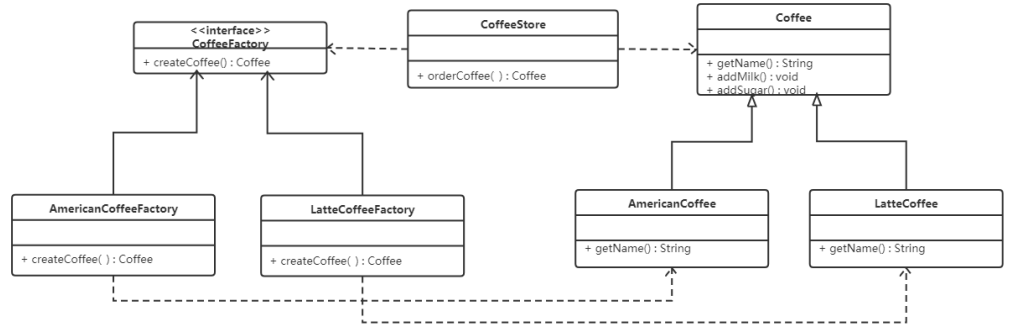 <<interface>>
CoffeeFactory
+ createCoffee() : Coffee
CoffeeStore
+ orderCoffee( ) : Coffee
Coffee
+ getName() : String
+ addMilk() : void
+ addSugar() : void
AmericanCoffeeFactory
+ createCoffee( ) : Coffee
LatteCoffeeFactory
+ createCoffee( ) : Coffee
AmericanCoffee
+ getName() : String
LatteCoffee
+ getName() : String